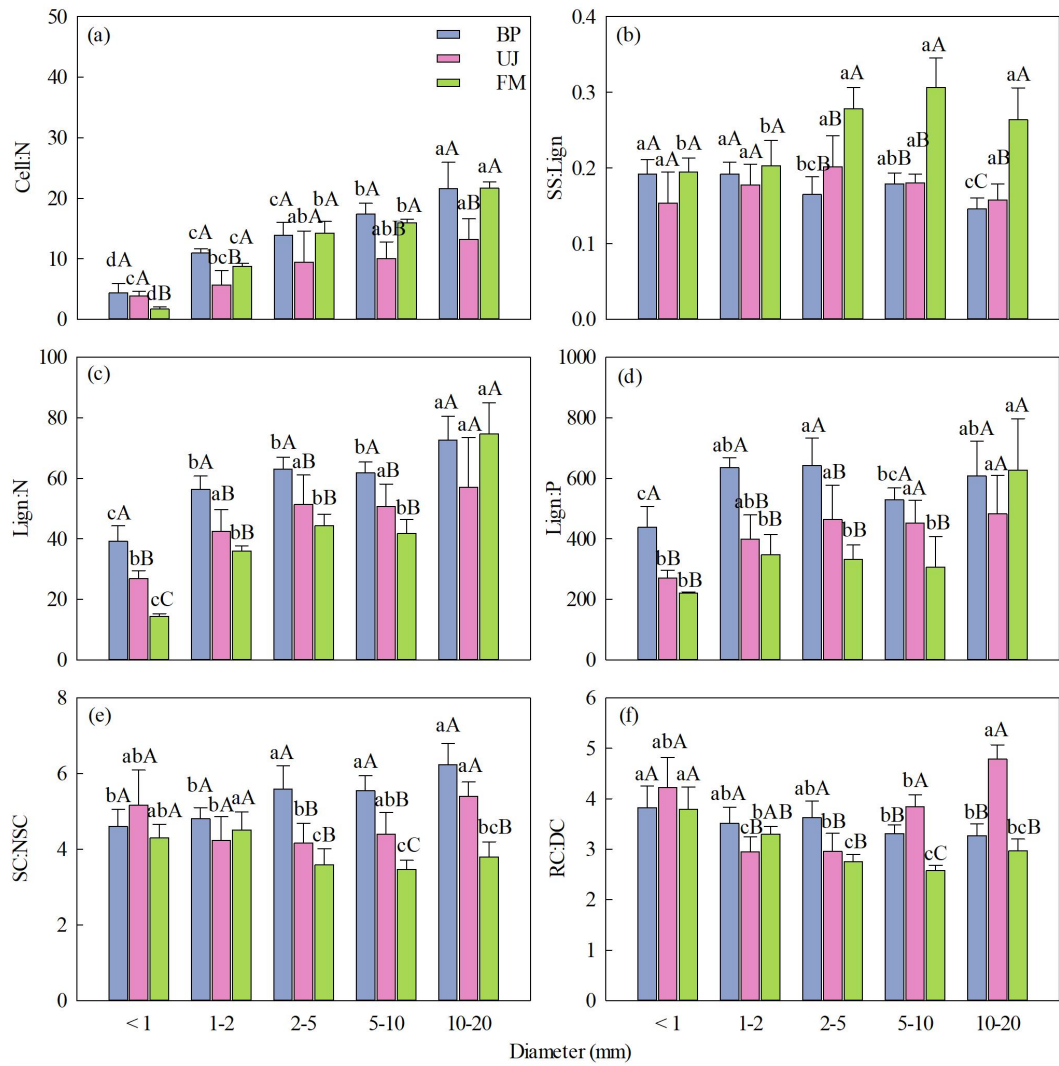 (a)
BP
UJ
FM
Cell:N
50
40
30
20
10
0
dA cA dB
cA bcB cA
cA abA bA
bA abB bA
aA aB aA
(b)
SS:Lign
0.4
0.3
0.2
0.1
0.0
aA aA bA
aA aA bA
bcB aB aA
abB aB aA
cC aB aA
(c)
Lign:N
100
80
60
40
20
0
cA bB cC
bA aB bB
bA aB bB
bA aB bB
aA aA aA
(d)
Lign:P
1000
800
600
400
200
0
cA bB bB
abA abB bB
aA aB bB
bcA aA bB
abA aA aA
(e)
SC:NSC
8
6
4
2
0
bA abA abA
bA bA aA
aA bB cB
aA abB cC
aA aA bcB
< 1 1-2 2-5 5-10 10-20
(f)
RC:DC
6
5
4
3
2
1
0
aA abA aA
abA cB bAB
abA bB cB
bB bA cC
bB aA bcB
< 1 1-2 2-5 5-10 10-20
Diameter (mm)